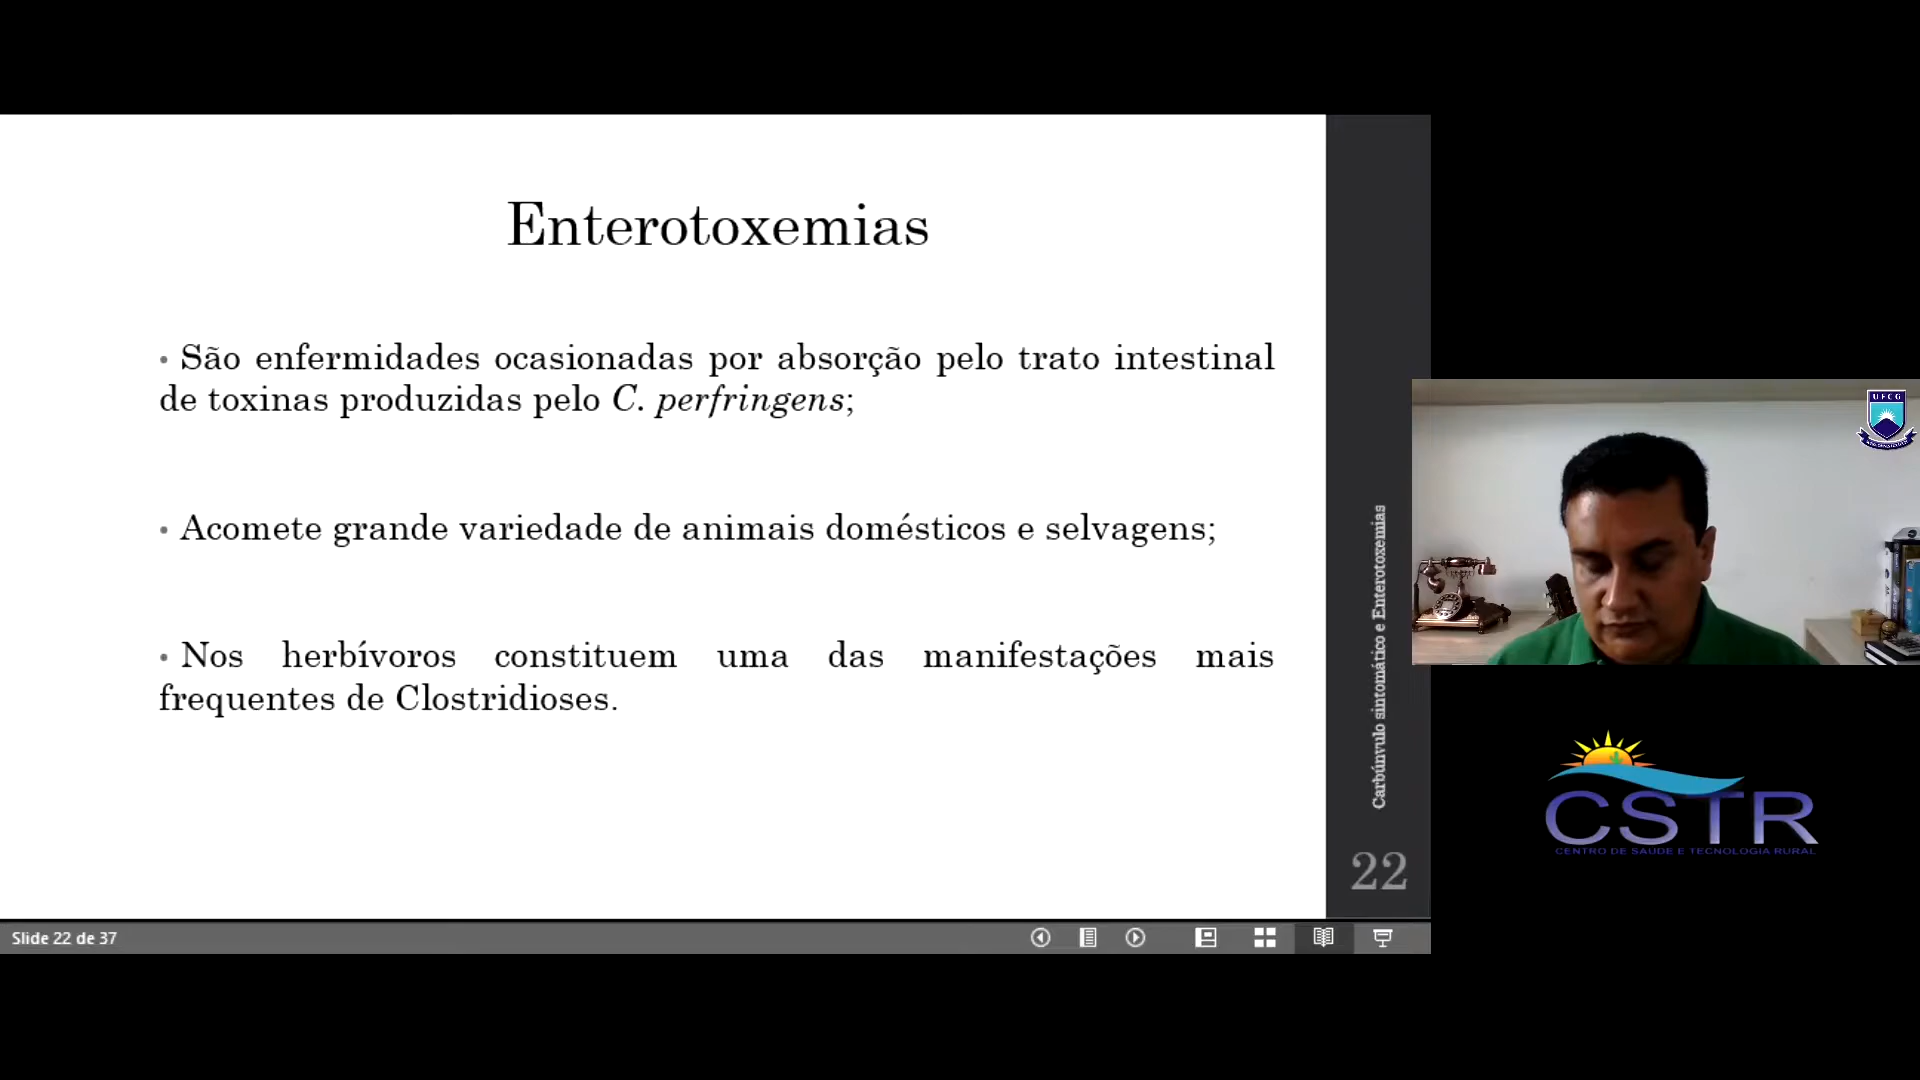 Enterotoxemias
• São enfermidades ocasionadas por absorção pelo trato intestinal
de toxinas produzidas pelo C. perfringens;
• Acomete grande variedade de animais domésticos e selvagens;
• Nos herbívoros constituem uma das manifestações mais
frequentes de Clostridioses.
Carbúnvulo sintomático e Enterotoxemias
22
Slide 22 de 37
UFCG
CSTR
CENTRO DE SAÚDE E TECNOLOGIA RURAL